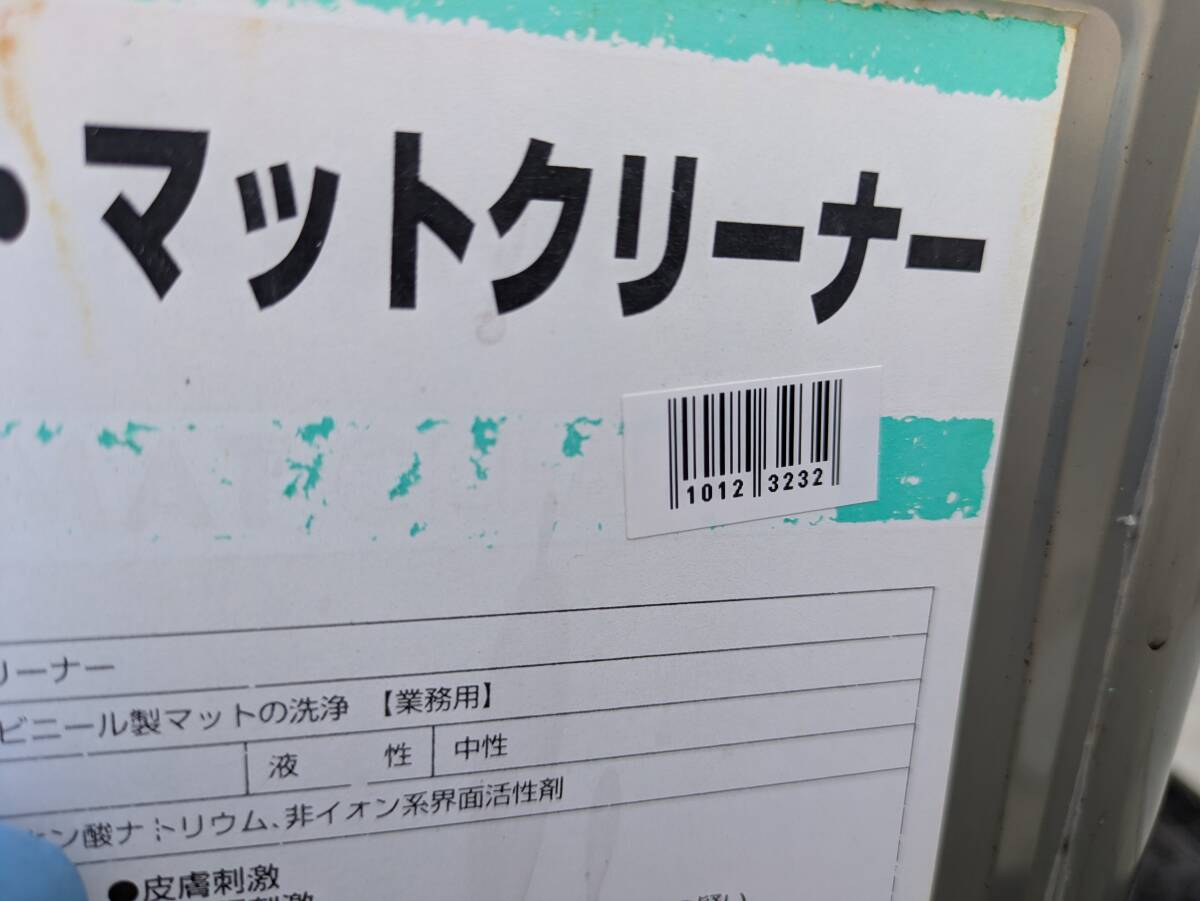 ・マットクリーナー
1012 3232
リーナー
ビニール製マットの洗浄 【業務用】
液 性 中性
ン酸ナトリウム、非イオン系界面活性剤
●皮膚刺激